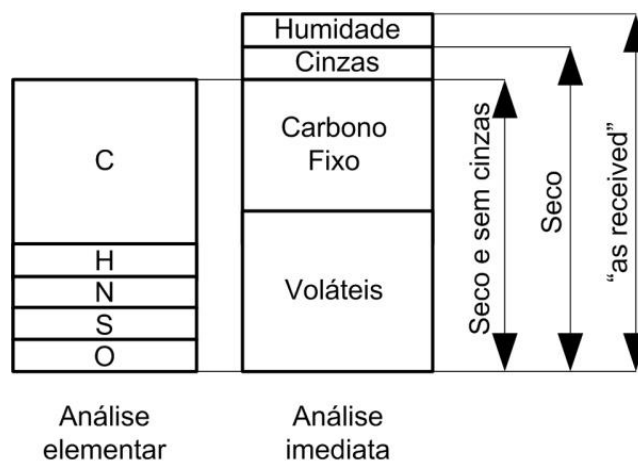 Humidade
Cinzas
Carbono
Fixo
Voláteis
C
H
N
S
O
Seco e sem cinzas
Seco
“as received”
Análise
elementar
Análise
imediata